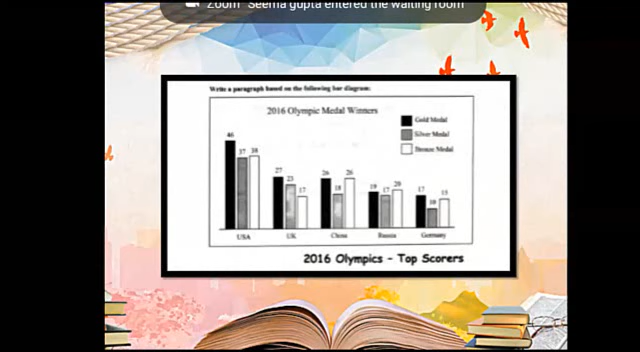 Zoom "Seema gupta entered the waiting room"
Write a paragraph based on the following bar diagram:
2016 Olympic Medal Winners
Gold Medal
Silver Medal
Bronze Medal
46
37 38
27
23
17
26
18
26
19
17
20
17
10
15
USA UK China Russia Germany
2016 Olympics - Top Scorers